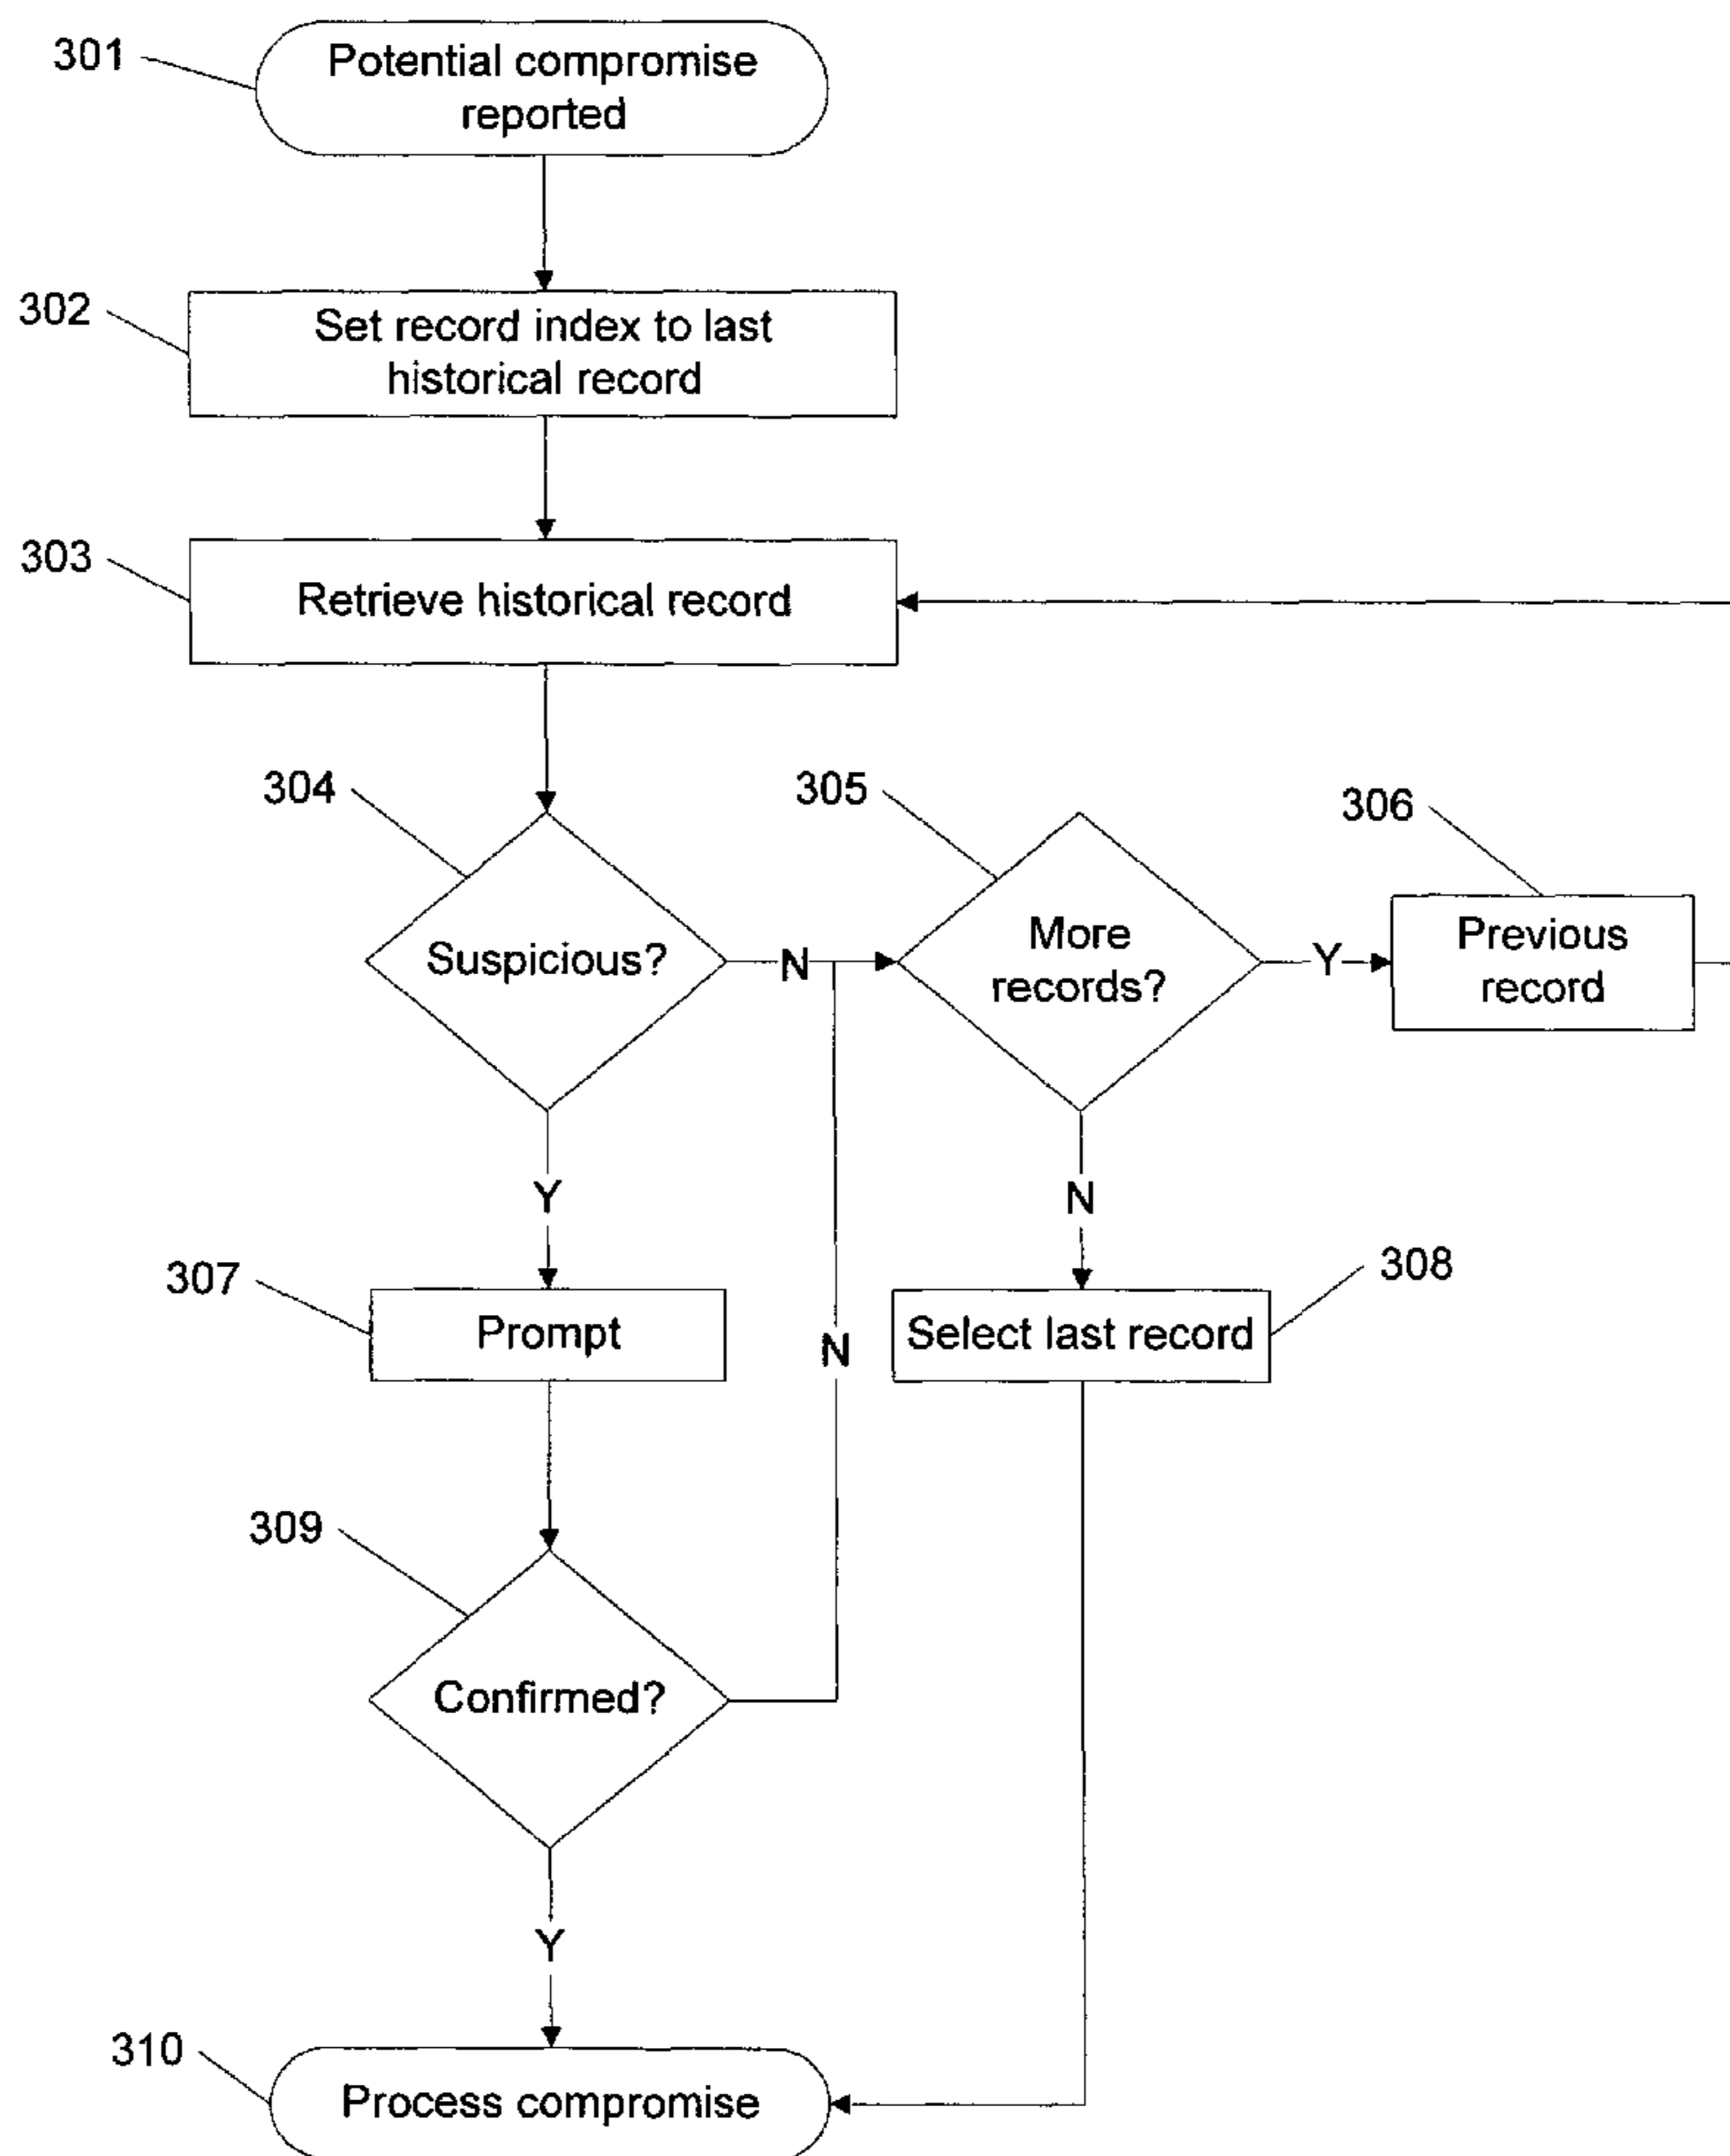 301
Potential compromise
reported
302
Set record index to last
historical record
303
Retrieve historical record
304
305
306
Suspicious?
N
More
records?
Y
Previous
record
Y
N
307
308
Prompt
N
Select last record
309
Confirmed?
Y
310
Process compromise